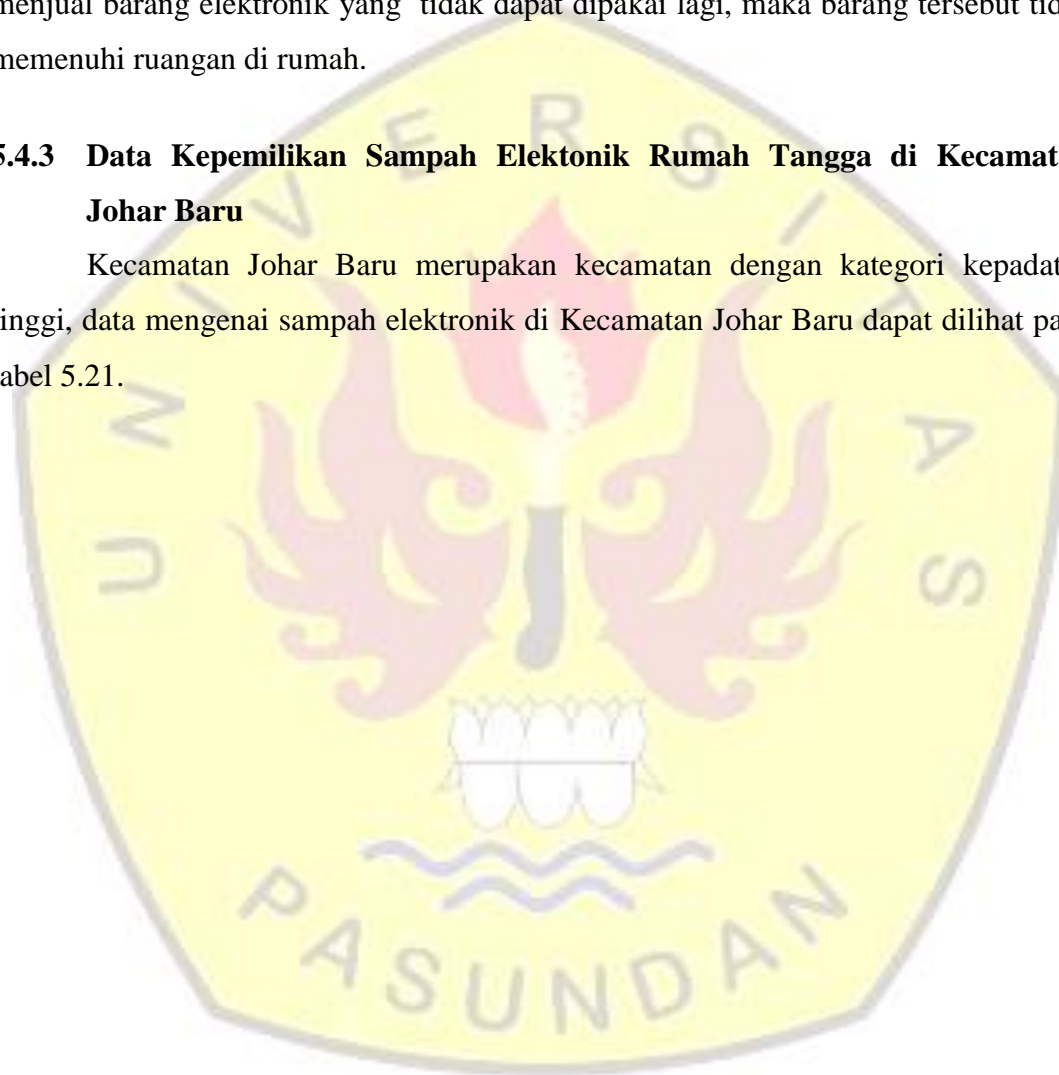 menjual barang elektronik yang tidak dapat dipakai lagi, maka barang tersebut tid
memenuhi ruangan di rumah.
5.4.3 Data Kepemilikan Sampah Elektonik Rumah Tangga di Kecamat
Johar Baru
Kecamatan Johar Baru merupakan kecamatan dengan kategori kepadat
inggi, data mengenai sampah elektronik di Kecamatan Johar Baru dapat dilihat pa
abel 5.21.
UNIVERSITAS
PASUNDAN